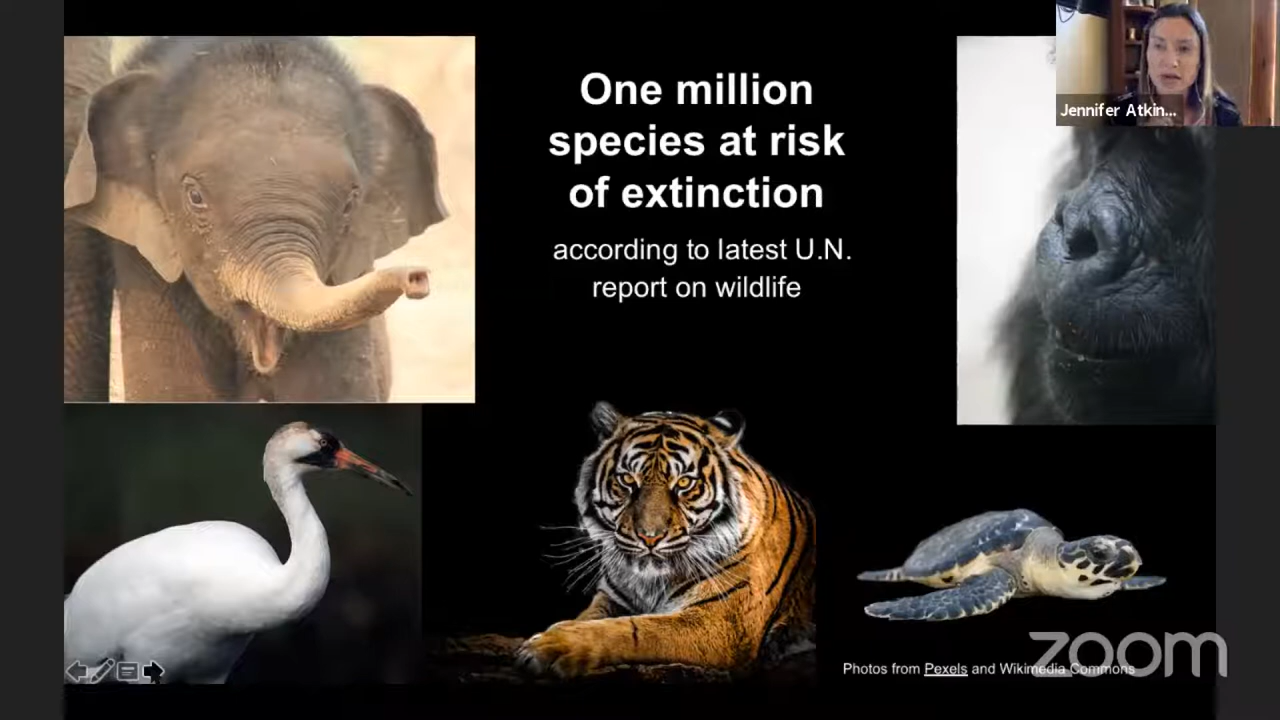 One million
species at risk
of extinction
according to latest U.N.
report on wildlife
Jennifer Atkin...
Photos from Pexels and Wikimedia Commons
zoom